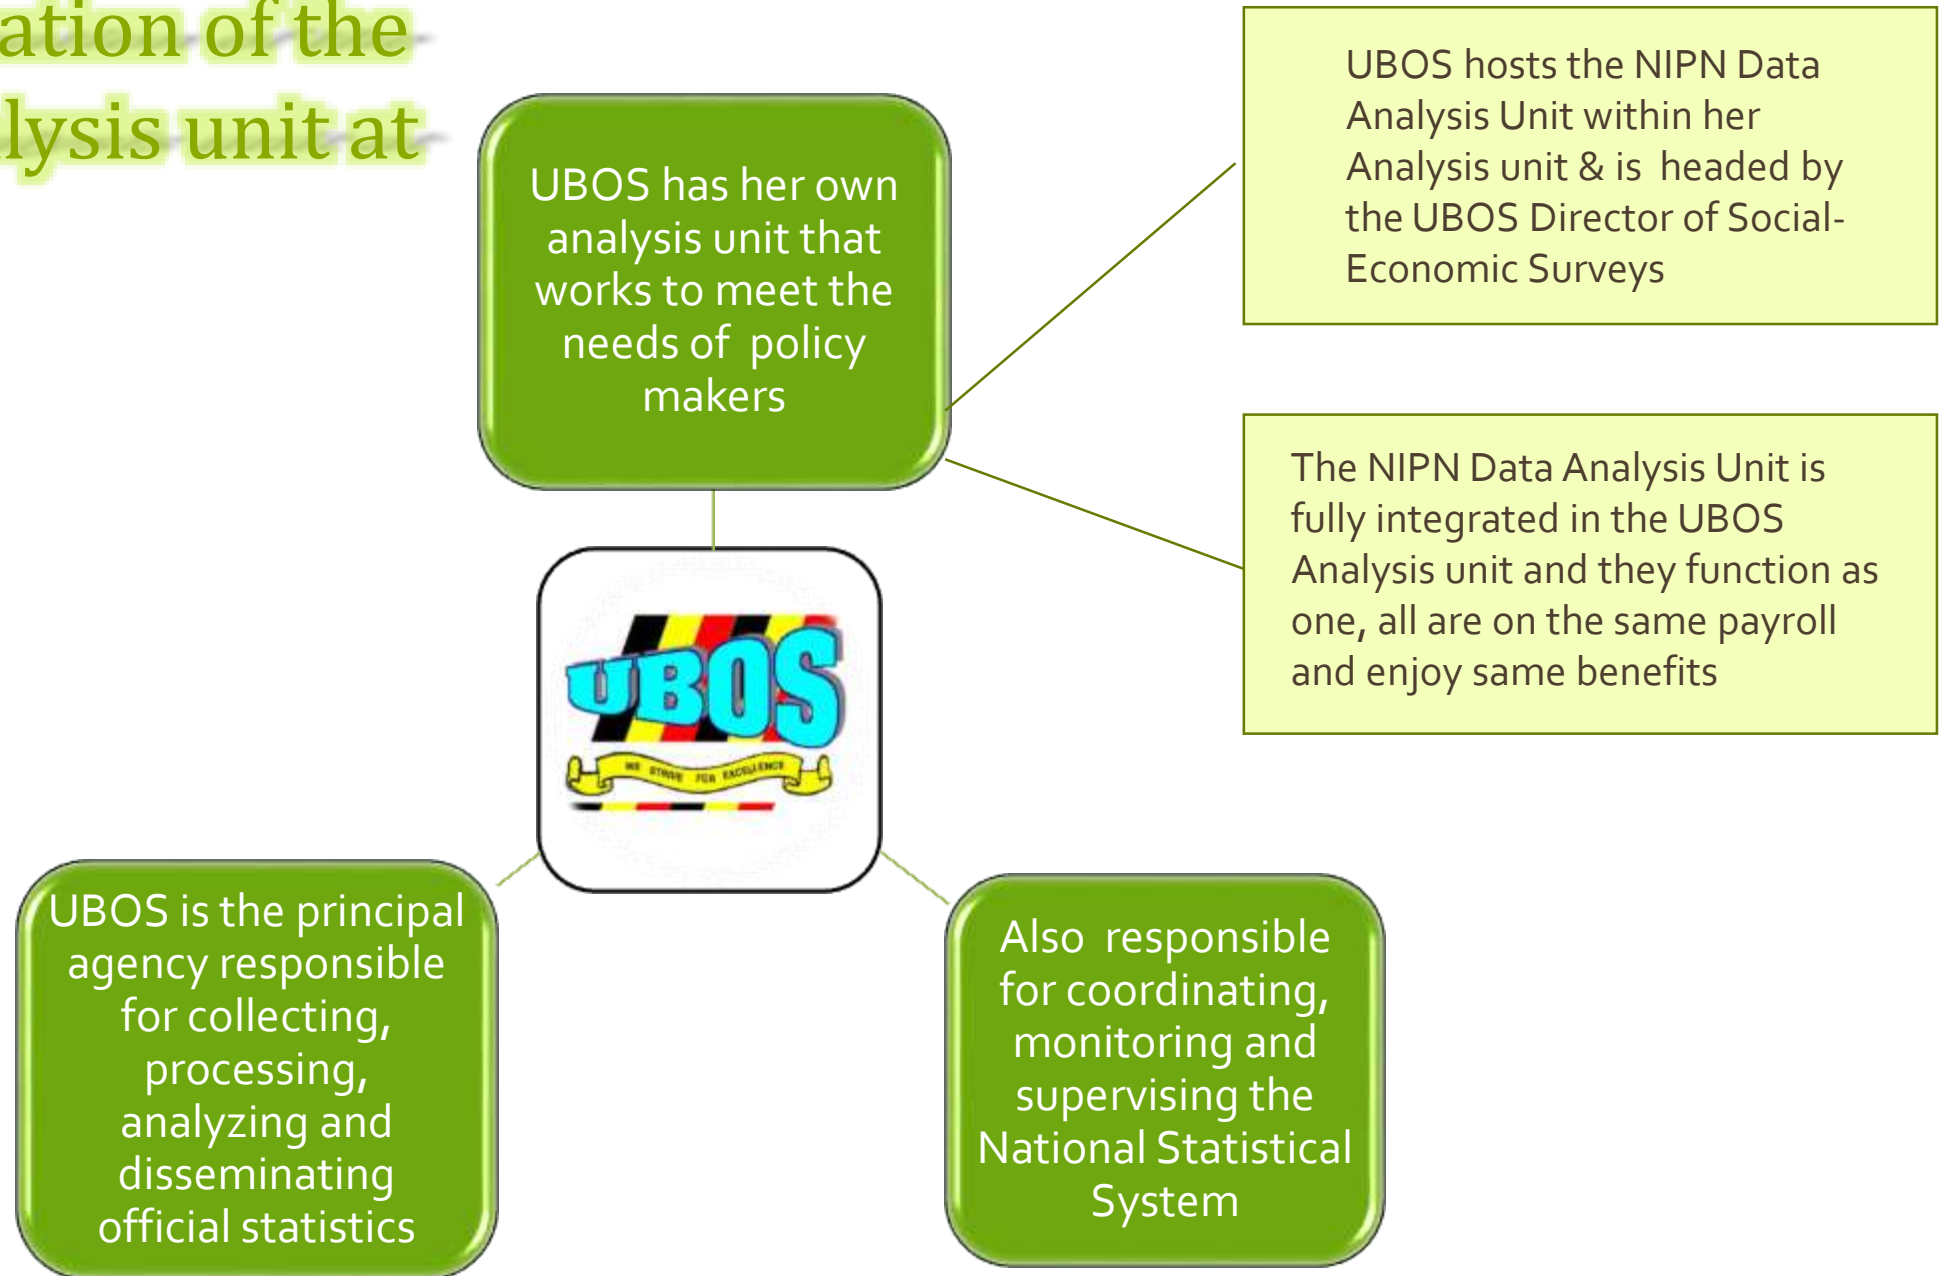 ation of the
lysis unit at
UBOS has her own
analysis unit that
works to meet the
needs of  policy
makers
UBOS hosts the NIPN Data
Analysis Unit within her
Analysis unit & is  headed by
the UBOS Director of Social-
Economic Surveys
The NIPN Data Analysis Unit is
fully integrated in the UBOS
Analysis unit and they function as
one, all are on the same payroll
and enjoy same benefits
UBOS
WE STRIVE FOR EXCELLENCE
UBOS is the principal
agency responsible
for collecting,
processing,
analyzing and
disseminating
official statistics
Also  responsible
for coordinating,
monitoring and
supervising the
National Statistical
System